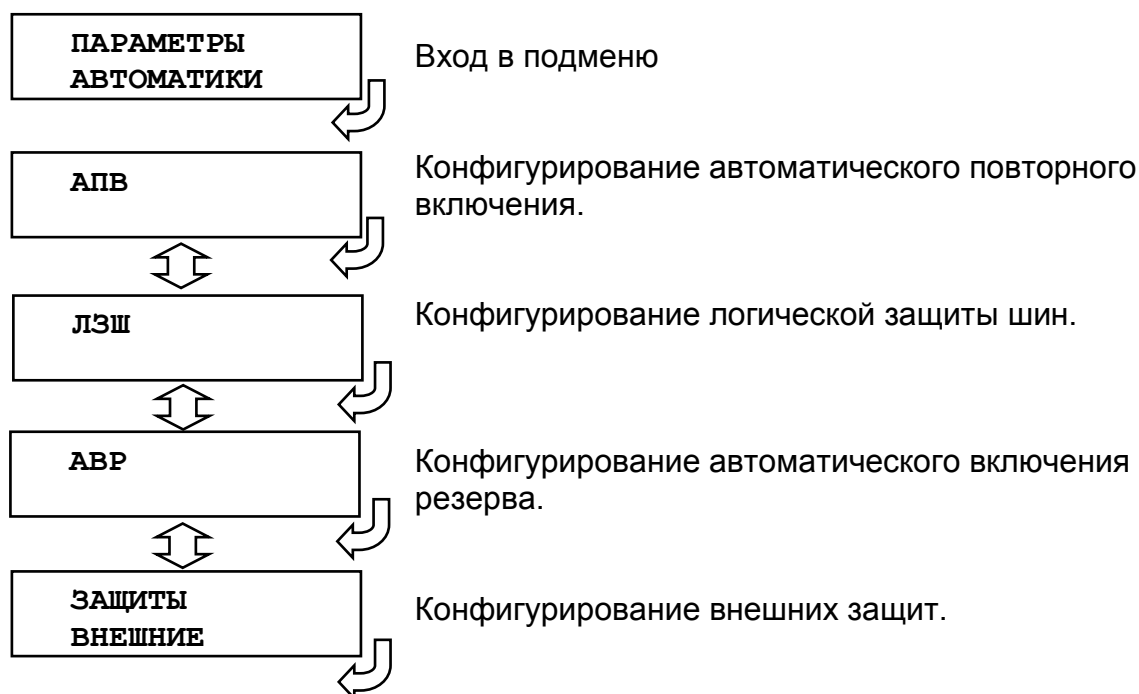 ПАРАМЕТРЫ
АВТОМАТИКИ
Вход в подменю
АПВ
Конфигурирование автоматического повторного
включения.
ЛЗШ
Конфигурирование логической защиты шин.
АВР
Конфигурирование автоматического включения
резерва.
ЗАЩИТЫ
ВНЕШНИЕ
Конфигурирование внешних защит.